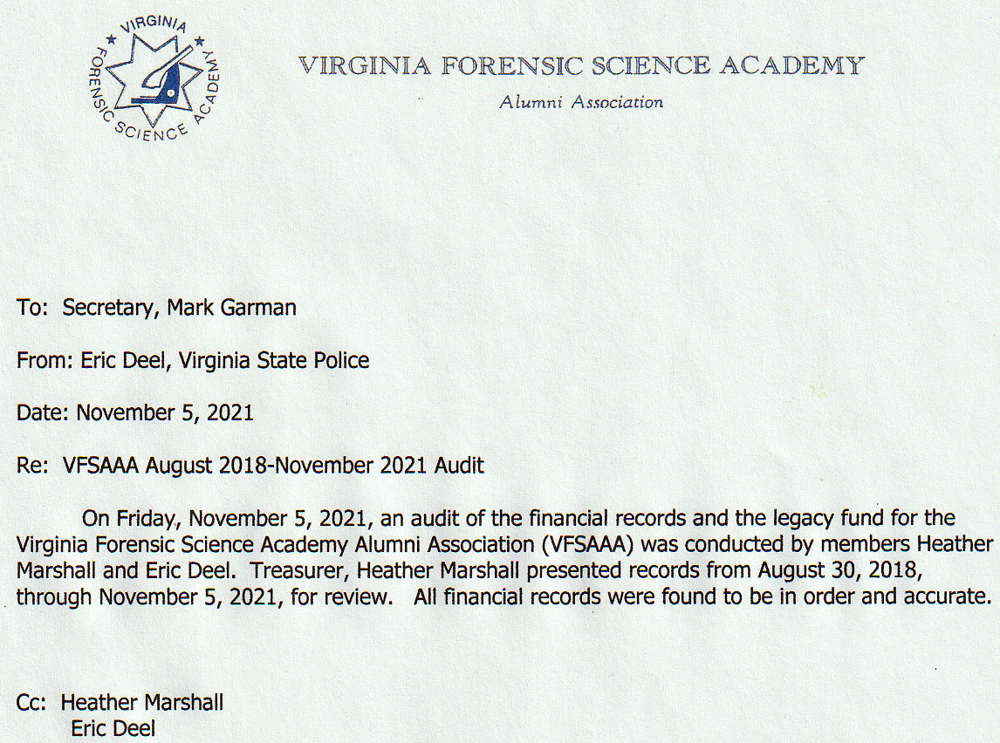 VIRGINIA
FORENSIC SCIENCE ACADEMY
VIRGINIA FORENSIC SCIENCE ACADEMY
Alumni Association
To: Secretary, Mark Garman
From: Eric Deel, Virginia State Police
Date: November 5, 2021
Re: VFSAAA August 2018-November 2021 Audit
On Friday, November 5, 2021, an audit of the financial records and the legacy fund for the
Virginia Forensic Science Academy Alumni Association (VFSAAA) was conducted by members Heather
Marshall and Eric Deel. Treasurer, Heather Marshall presented records from August 30, 2018,
through November 5, 2021, for review. All financial records were found to be in order and accurate.
Cc: Heather Marshall
Eric Deel